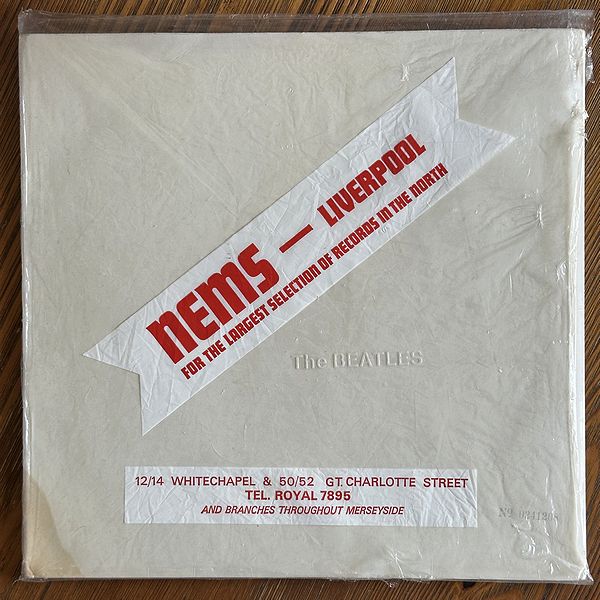 NEMS — LIVERPOOL
FOR THE LARGEST SELECTION OF RECORDS IN THE NORTH
The BEATLES
12/14 WHITECHAPEL & 50/52 GT. CHARLOTTE STREET
TEL. ROYAL 7895
AND BRANCHES THROUGHOUT MERSEYSIDE
No